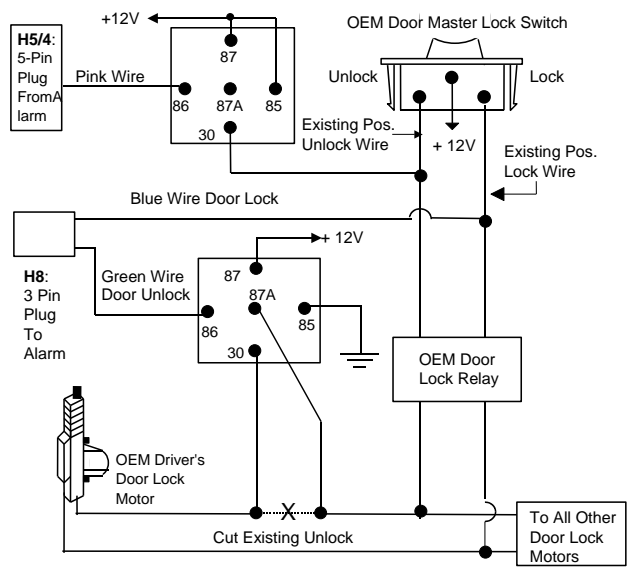 +12V
OEM Door Master Lock Switch
H5/4:
5-Pin
Plug
FromA
larm
Pink Wire
87
86
87A
85
30
Unlock
Lock
Existing Pos.
Unlock Wire
+ 12V
Existing Pos.
Lock Wire
Blue Wire Door Lock
+ 12V
H8:
3 Pin
Plug
To
Alarm
Green Wire
Door Unlock
87
87A
86
85
30
OEM Door
Lock Relay
OEM Driver's
Door Lock
Motor
X
Cut Existing Unlock
To All Other
Door Lock
Motors